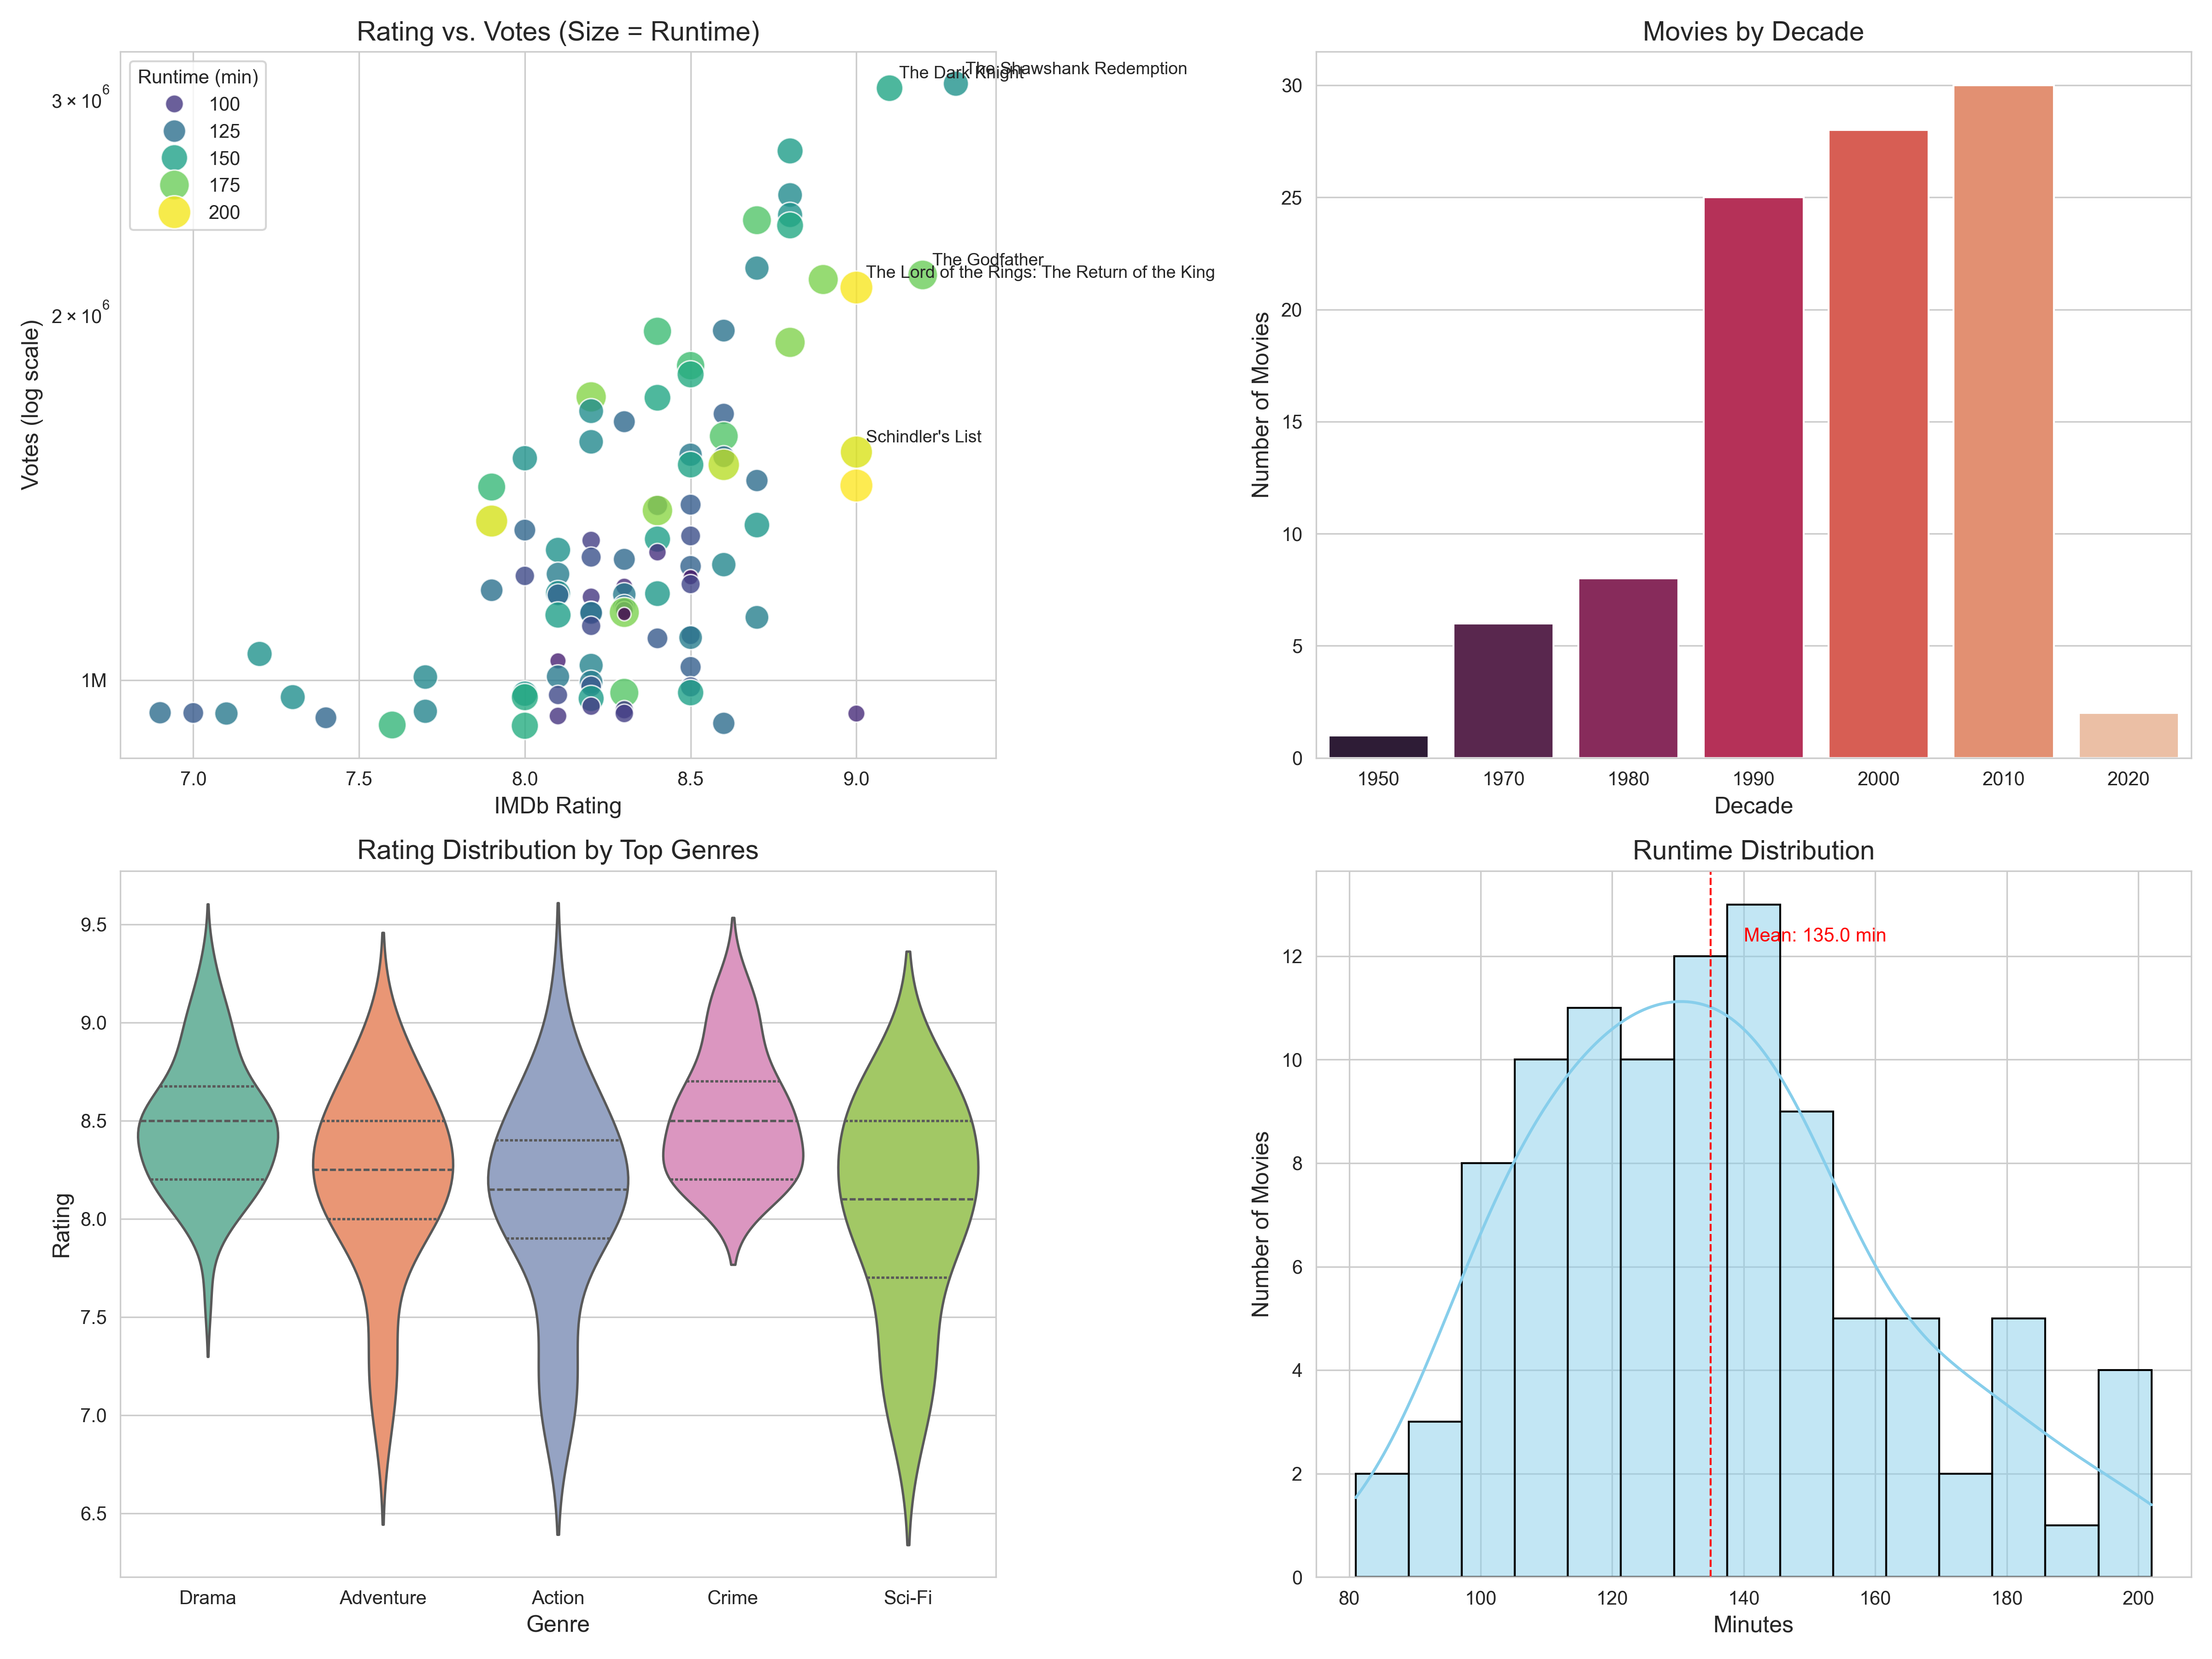 Rating vs. Votes (Size = Runtime)
Runtime (min)
100
125
150
175
200
The Dark Knight
The Shawshank Redemption
The Godfather
The Lord of the Rings: The Return of the King
Schindler's List
3 × 10⁶
2 × 10⁶
1M
Votes (log scale)
7.0 7.5 8.0 8.5 9.0
IMDb Rating
Movies by Decade
30
25
20
15
10
5
0
Number of Movies
1950 1970 1980 1990 2000 2010 2020
Decade
Rating Distribution by Top Genres
9.5
9.0
8.5
8.0
7.5
7.0
6.5
Rating
Drama Adventure Action Crime Sci-Fi
Genre
Runtime Distribution
Mean: 135.0 min
12
10
8
6
4
2
0
Number of Movies
80 100 120 140 160 180 200
Minutes